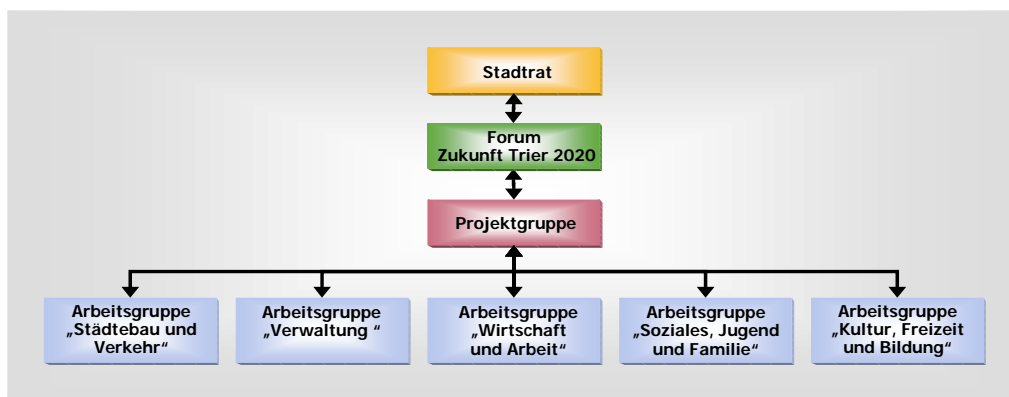 Stadtrat
Forum
Zukunft Trier 2020
Projektgruppe
Arbeitsgruppe
„Städtebau und
Verkehr“
Arbeitsgruppe
„Verwaltung “
Arbeitsgruppe
„Wirtschaft
und Arbeit“
Arbeitsgruppe
„Soziales, Jugend
und Familie“
Arbeitsgruppe
„Kultur, Freizeit
und Bildung“